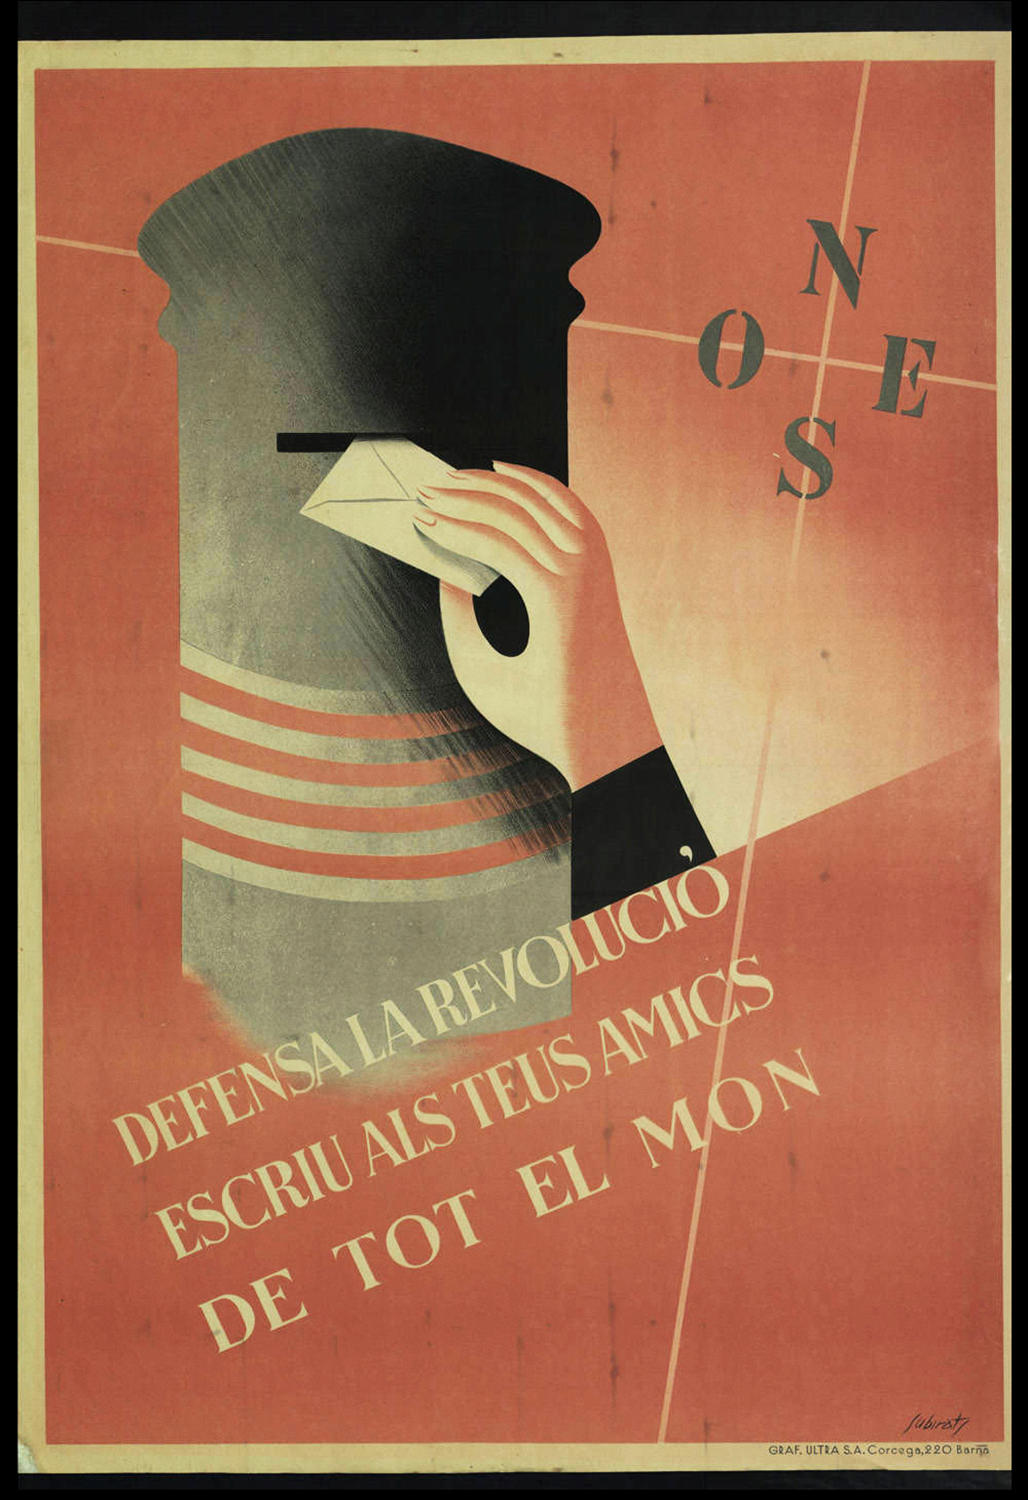 N
O E
S
DEFENSA LA REVOLUCIÓ
ESCRIU ALS TEUS AMICS
DE TOT EL MON
Subirats
GRAF. ULTRA S.A. Corcega, 220 Barna